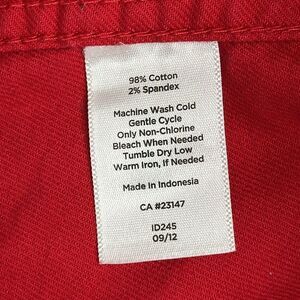 98% Cotton
2% Spandex
Machine Wash Cold
Gentle Cycle
Only Non-Chlorine
Bleach When Needed
Tumble Dry Low
Warm Iron, If Needed
Made In Indonesia
CA #23147
ID245
09/12